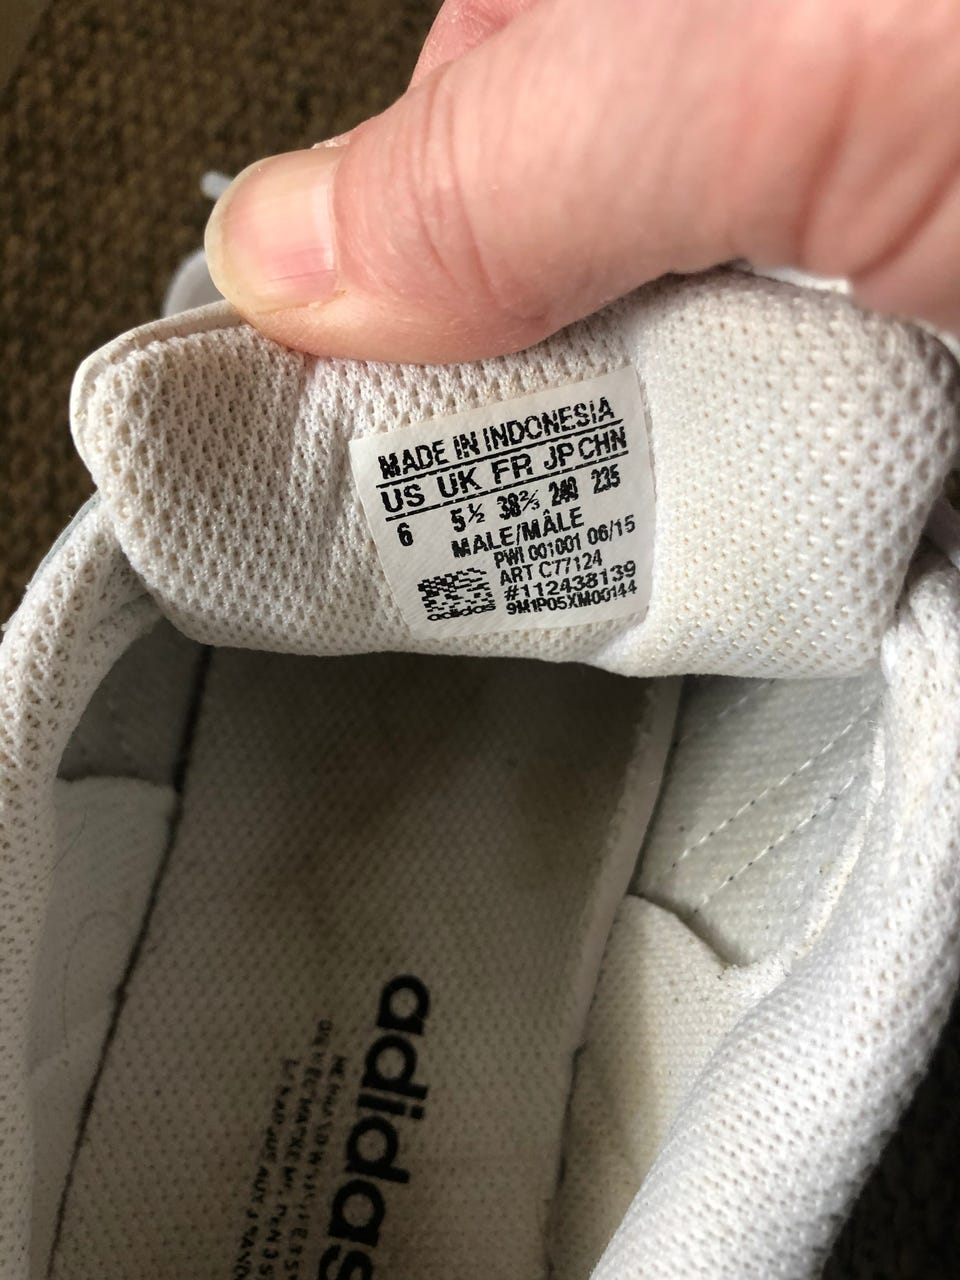 MADE IN INDONESIA
US UK FR JP CHN
6 5½ 38⅔ 240 235
MALE/MÂLE
PWI 001001 06/15
ART C77124
#112438139
9M1P05XM00144
adidas
adidas